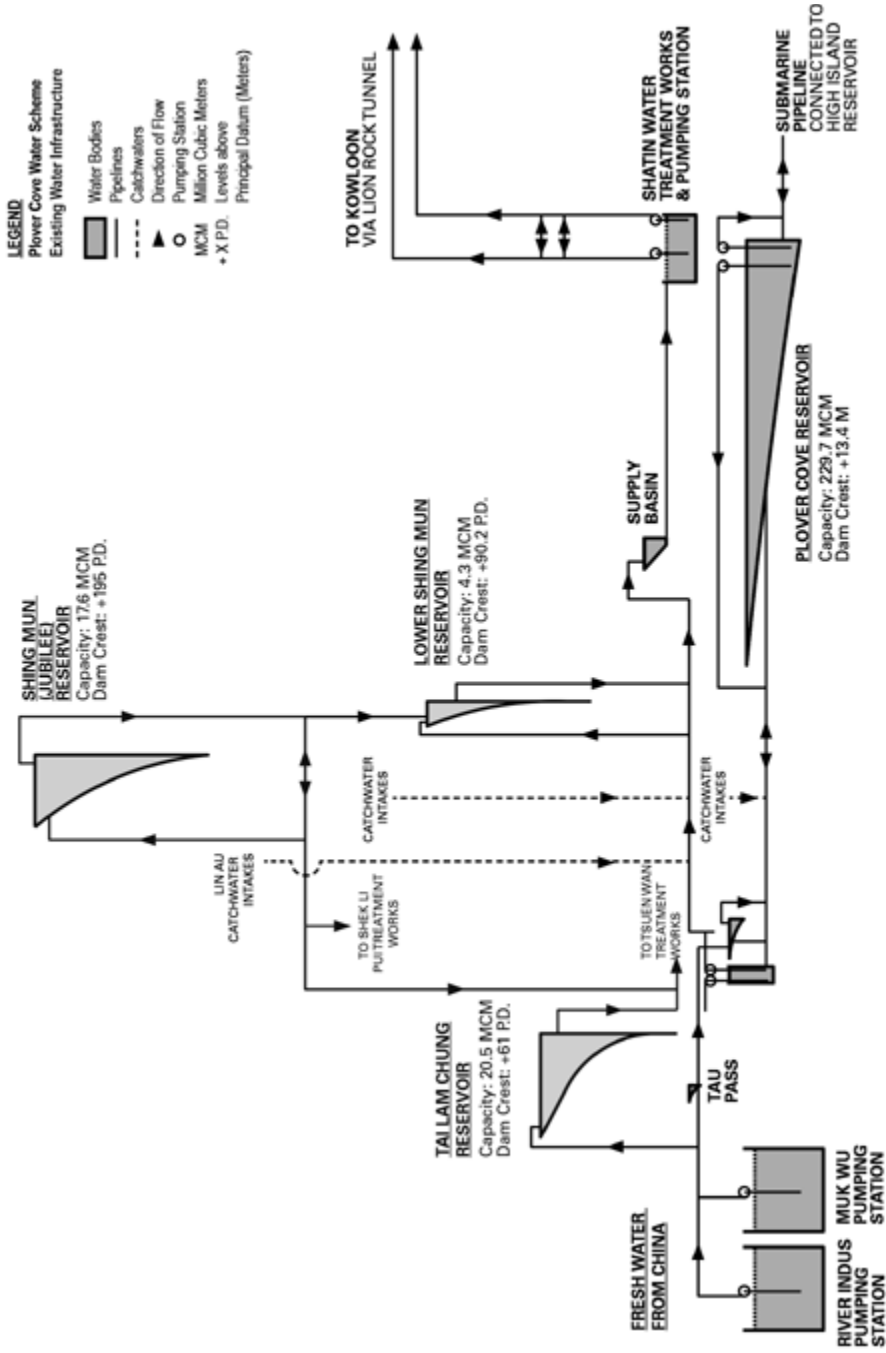 LEGEND
Plover Cove Water Scheme
Existing Water Infrastructure
Water Bodies
Pipelines
Catchwaters
Direction of Flow
Pumping Station
MCM Million Cubic Meters
+ X P.D. Levels above
Principal Datum (Meters)
SHING MUN
(JUBILEE)
RESERVOIR
Capacity: 17.6 MCM
Dam Crest: +195 P.D.
TO KOWLOON
VIA LION ROCK TUNNEL
LIN AU
CATCHWATER
INTAKES
CATCHWATER
INTAKES
LOWER SHING MUN
RESERVOIR
Capacity: 4.3 MCM
Dam Crest: +90.2 P.D.
TO SHEK LI
PUI TREATMENT
WORKS
TAI LAM CHUNG
RESERVOIR
Capacity: 20.5 MCM
Dam Crest: +61 P.D.
TO TSUEN WAN
TREATMENT
WORKS
CATCHWATER
INTAKES
SUPPLY
BASIN
SHATIN WATER
TREATMENT WORKS
& PUMPING STATION
FRESH WATER
FROM CHINA
TAU
PASS
RIVER INDUS
PUMPING
STATION
MUK WU
PUMPING
STATION
PLOVER COVE RESERVOIR
Capacity: 229.7 MCM
Dam Crest: +13.4 M
SUBMARINE
PIPELINE
CONNECTED TO
HIGH ISLAND
RESERVOIR